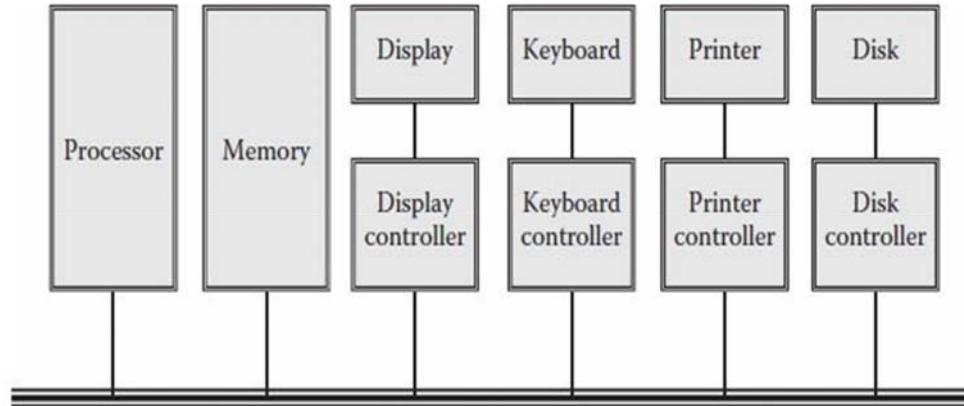 Processor
Memory
Display
Keyboard
Printer
Disk
Display
controller
Keyboard
controller
Printer
controller
Disk
controller